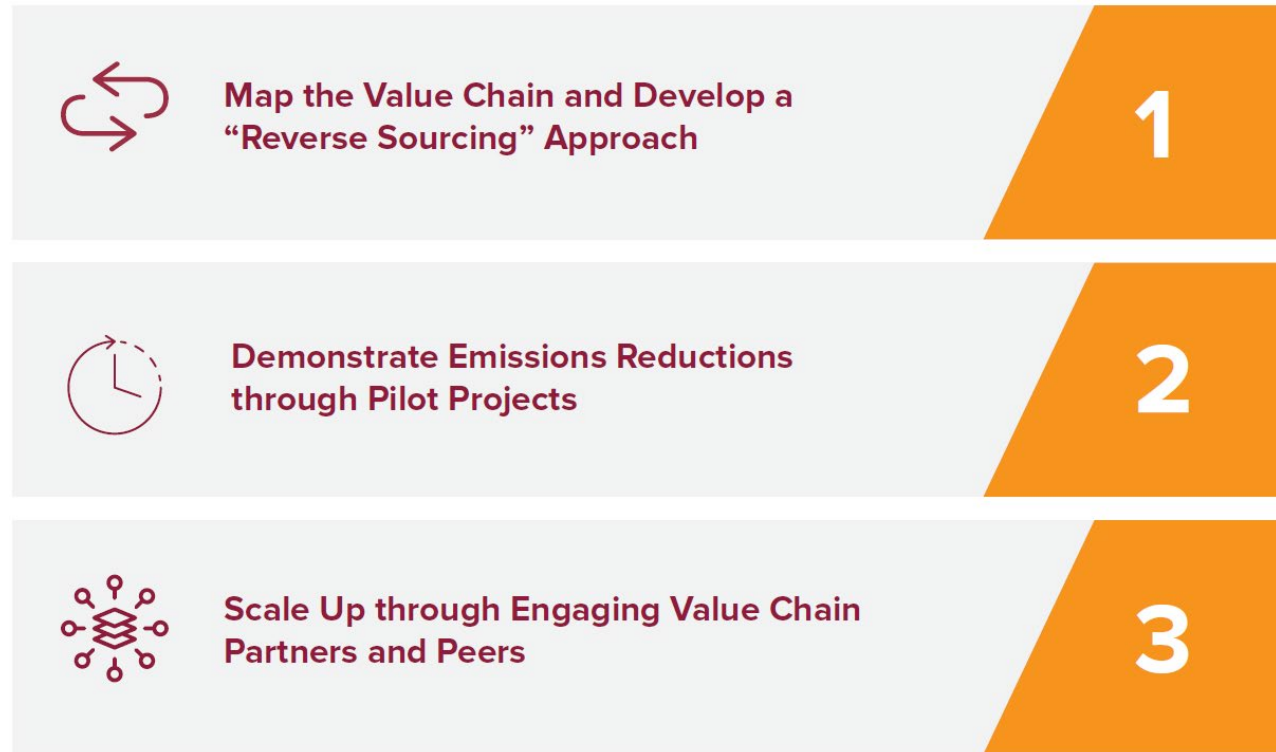 Map the Value Chain and Develop a
“Reverse Sourcing” Approach
1
Demonstrate Emissions Reductions
through Pilot Projects
2
Scale Up through Engaging Value Chain
Partners and Peers
3